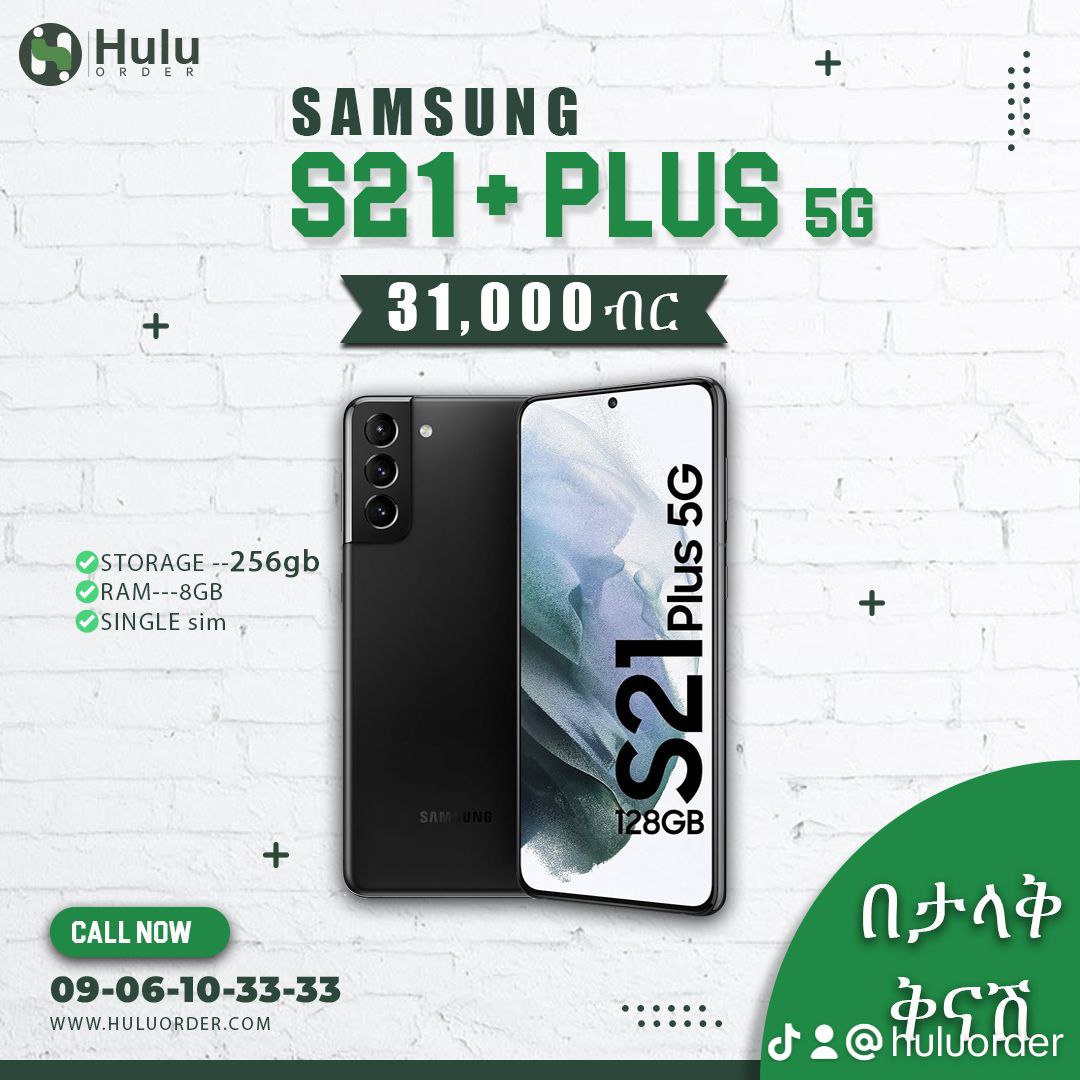 Hulu
ORDER
SAMSUNG
S21+ PLUS 5G
31,000 ብር
STORAGE --256gb
RAM---8GB
SINGLE sim
S21 Plus 5G
128GB
SAMSUNG
CALL NOW
09-06-10-33-33
WWW.HULUORDER.COM
በታላቅ
ቅናሽ
@huluorder